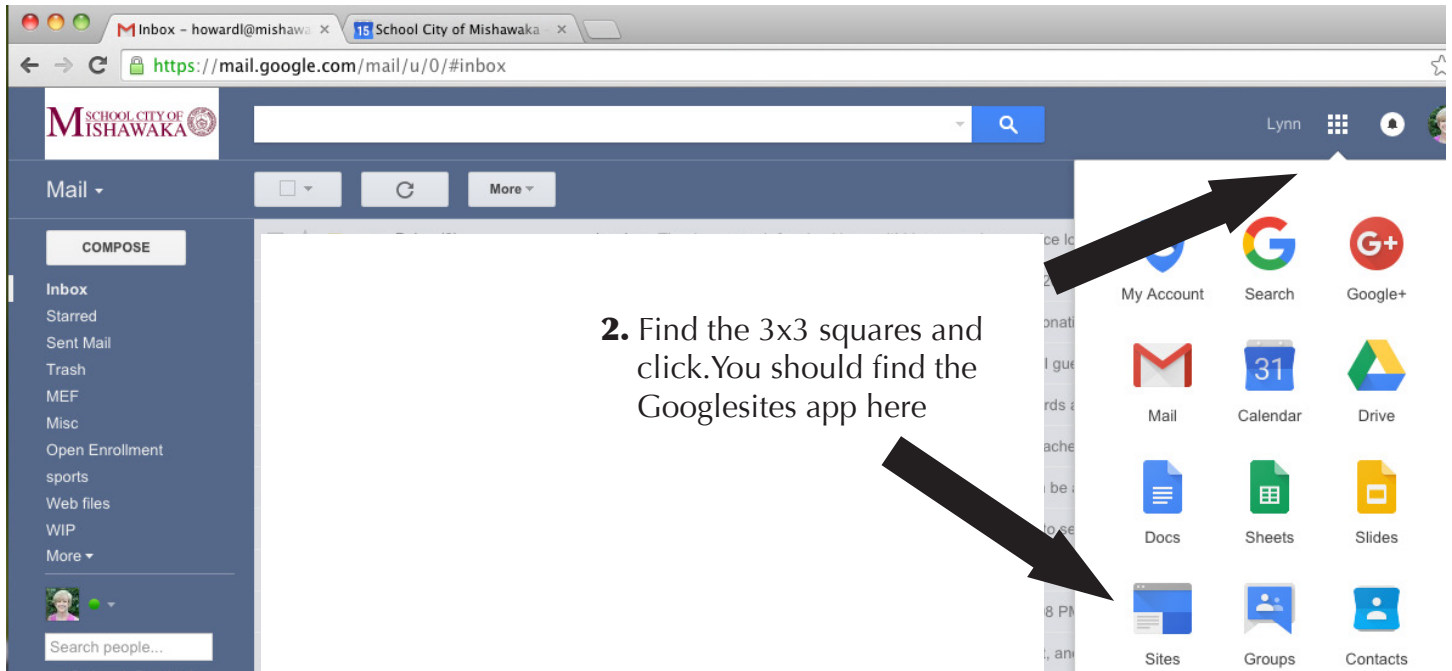 Inbox – howardl@mishawa
School City of Mishawaka –
https://mail.google.com/mail/u/0/#inbox
SCHOOL CITY OF
MISHAWAKA
Lynn
Mail
More
COMPOSE
Inbox
Starred
Sent Mail
Trash
MEF
Misc
Open Enrollment
sports
Web files
WIP
More
Search people...
2. Find the 3x3 squares and
click.You should find the
Googlesites app here
My Account Search Google+
31
Mail Calendar Drive
Docs Sheets Slides
8 PM
Sites Groups Contacts